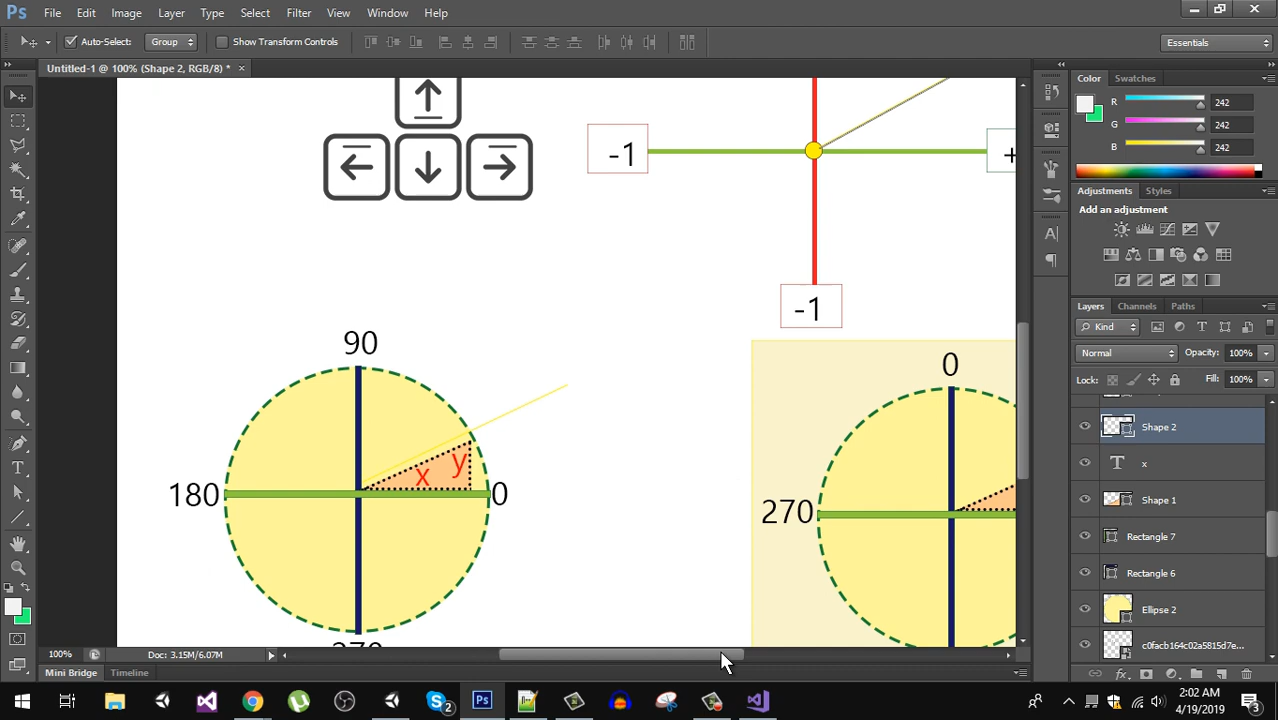 Ps File Edit Image Layer Type Select Filter View Window Help
Auto-Select: Group Show Transform Controls Essentials
Untitled-1 @ 100% (Shape 2, RGB/8) * ×
-1
+
-1
90
180
0
x
y
270
0
270
Color Swatches
R 242
G 242
B 242
Adjustments Styles
Add an adjustment
Layers Channels Paths
Kind
Normal Opacity: 100%
Lock: Fill: 100%
Shape 2
x
Shape 1
Rectangle 7
Rectangle 6
Ellipse 2
c0facb164c02a5815d7e...
100% Doc: 3.15M/6.07M
Mini Bridge Timeline
2:02 AM
4/19/2019